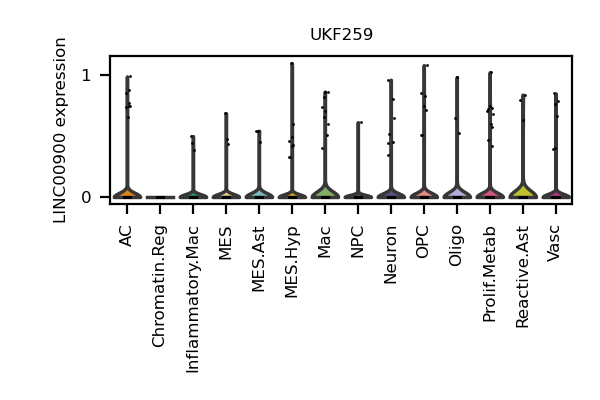 UKF259
LINC00900 expression
1
0
AC
Chromatin.Reg
Inflammatory.Mac
MES
MES.Ast
MES.Hyp
Mac
NPC
Neuron
OPC
Oligo
Prolif.Metab
Reactive.Ast
Vasc